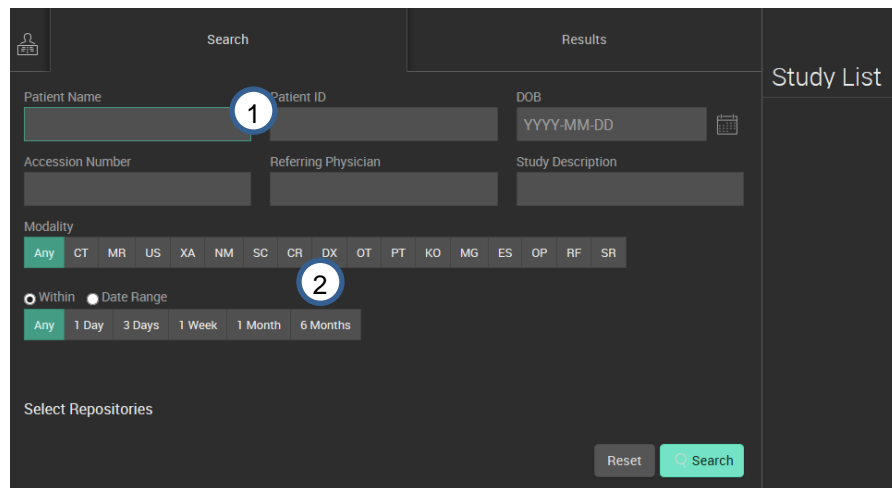 Search
Results
Study List
Patient Name
Patient ID
DOB
1
YYYY-MM-DD
Accession Number
Referring Physician
Study Description
Modality
Any CT MR US XA NM SC CR DX OT PT KO MG ES OP RF SR
2
Within Date Range
Any 1 Day 3 Days 1 Week 1 Month 6 Months
Select Repositories
Reset Search